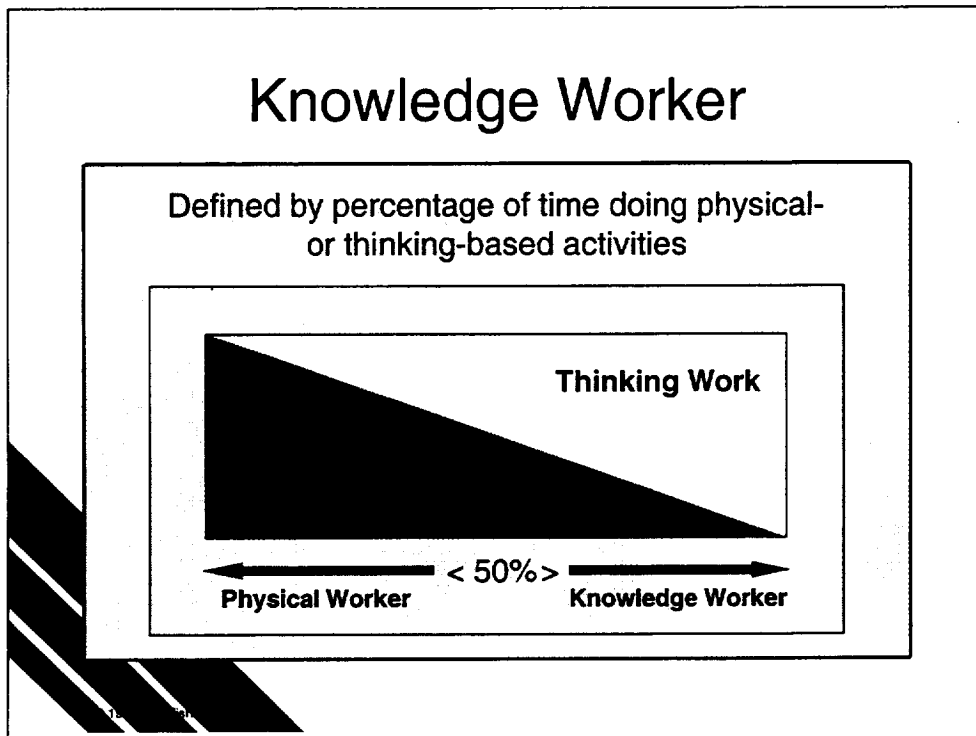 Knowledge Worker
Defined by percentage of time doing physical-
or thinking-based activities
Thinking Work
< 50% >
Physical Worker
Knowledge Worker